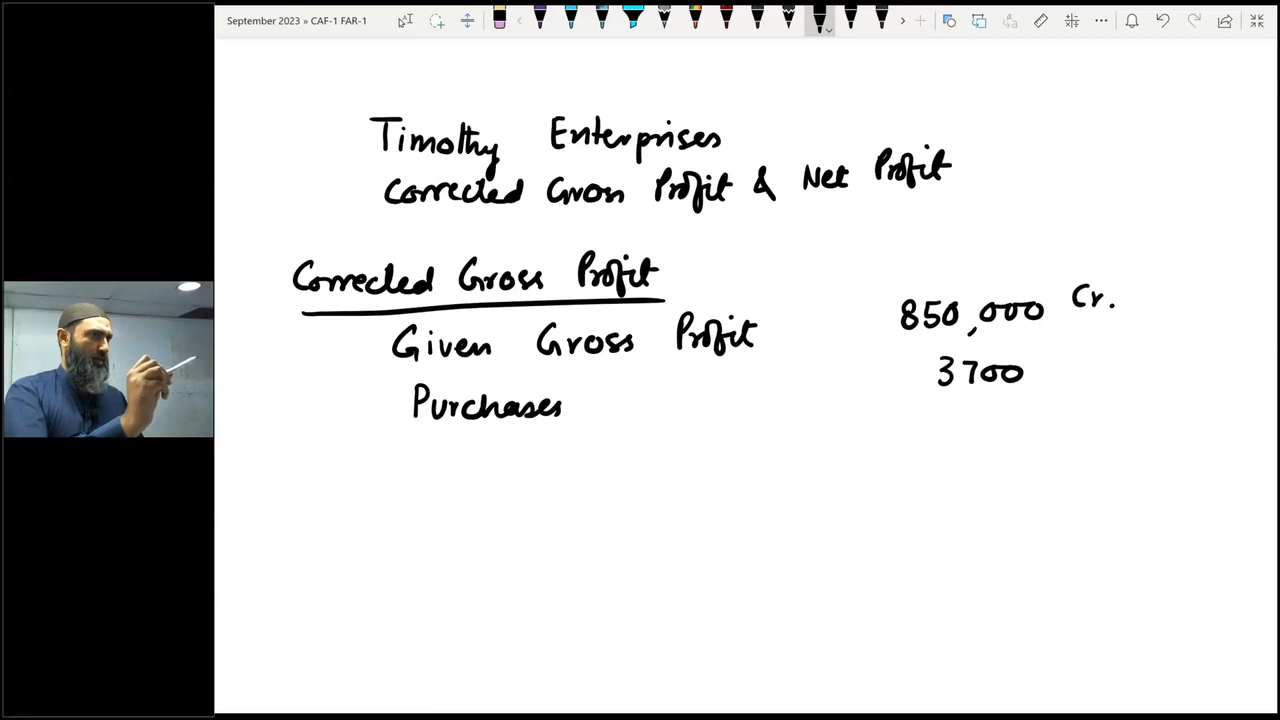 September 2023 » CAF-1 FAR-1
Timothy Enterprises
Corrected Gross Profit & Net Profit
Corrected Gross Profit
Given Gross Profit 850,000 Cr.
Purchases 3700